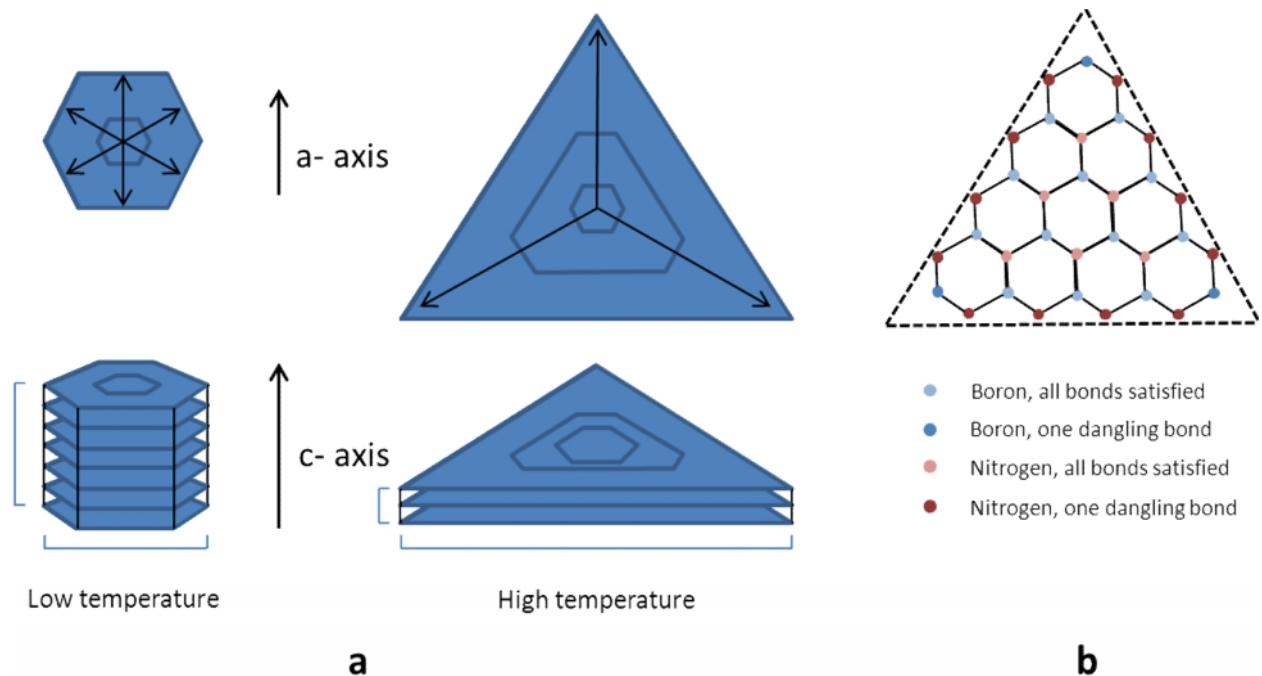 a- axis
c- axis
Low temperature
High temperature
a
Boron, all bonds satisfied
Boron, one dangling bond
Nitrogen, all bonds satisfied
Nitrogen, one dangling bond
b